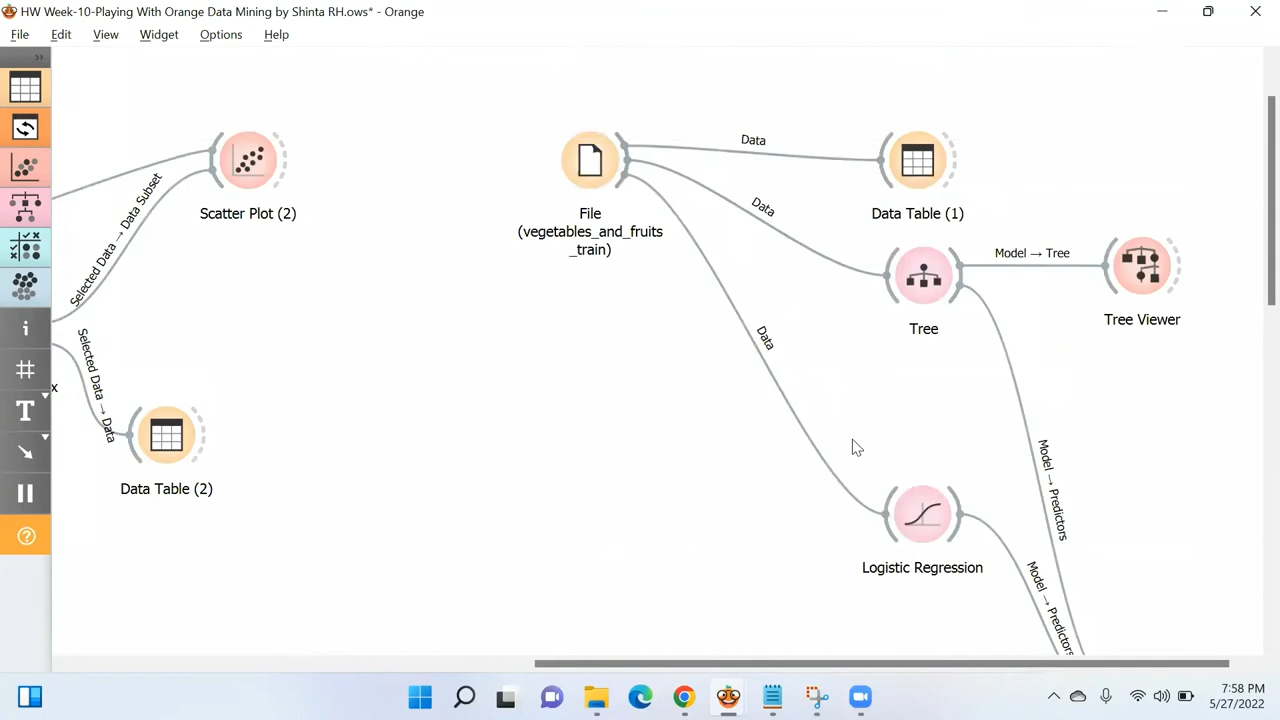 HW Week-10-Playing With Orange Data Mining by Shinta RH.ows* - Orange
File Edit View Widget Options Help
Data
Selected Data → Data Subset
Scatter Plot (2)
File
(vegetables_and_fruits
_train)
Data
Data Table (1)
Model → Tree
Tree
Tree Viewer
Data
Selected Data → Data
x
Data Table (2)
Model → Predictors
Logistic Regression
Model → Predictors
i
#
T
?
7:58 PM
5/27/2022